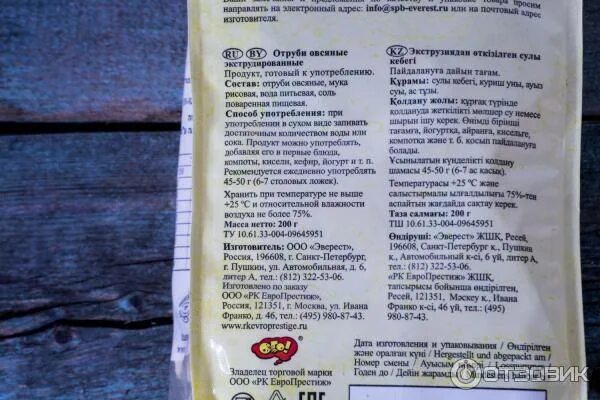 направлять на электронный адрес: info@spb-everest.ru или на почтовый адрес
изготовителя.
RU BY Отруби овсяные
экструдированные
Продукт, готовый к употреблению.
Состав: отруби овсяные, мука
рисовая, вода питьевая, соль
поваренная пищевая.
Способ употребления: при
употреблении в сухом виде запивать
достаточным количеством воды или
сока. Продукт можно употреблять,
добавляя его в первые блюда,
компоты, кисели, кефир, йогурт и т. п.
Рекомендуется ежедневно употреблять
45-50 г (6-7 столовых ложек).
Хранить при температуре не выше
+25 °С и относительной влажности
воздуха не более 75%.
Масса нетто: 200 г
ТУ 10.61.33-004-09645951
Изготовитель: ООО «Эверест»,
Россия, 196608, г. Санкт-Петербург,
г. Пушкин, ул. Автомобильная, д. 6,
литер А, тел.: (812) 322-53-06.
Изготовлено по заказу
ООО «РК ЕвроПрестиж»,
Россия, 121351, г. Москва, ул. Ивана
Франко, д. 46, тел.: (495) 980-87-43.
www.rkevroprestige.ru
ОГО!
Владелец торговой марки
ООО «РК ЕвроПрестиж»
KZ Экструзиядан өткізілген сұлы
кебегі
Пайдалануға дайын тағам.
Құрамы: сұлы кебегі, күріш ұны, ауыз
суы, ас тұзы.
Қолдану жолы: құрғақ түрінде
қолдануда жеткілікті мөлшер су немесе
шырын ішу керек. Өнімді бірінші
тағамға, йогуртқа, айранға, кисельге,
компотқа және т. б. қосып пайдалануға
болады.
Ұсынылатын күнделікті қолдану
шамасы 45-50 г (6-7 ас қасық).
Температурасы +25 °С және
салыстырмалы ылғалдылығы 75%-тен
аспайтын жағдайда сақтау керек.
Таза салмағы: 200 г
ТШ 10.61.33-004-09645951
Өндіруші: «Эверест» ЖШҚ, Ресей,
196608, Санкт-Петербург қ., Пушкин
қ., Автомобильный к-сі, 6 үй,
литер А, тел.: (812) 322-53-06.
«РК ЕвроПрестиж» ЖШҚ,
тапсырысы бойынша өндірілген,
Ресей, 121351, Мәскеу қ., Ивана
Франко к-сі, 46 үй, тел.: (495) 980-
87-43.
Дата изготовления и упаковывания / Өндірілген
және оралған күні / Hergestellt und abgepackt am /
Номер смены / Ауысым
Годен до / Дейін жарамды
EAC
ОТЗОВИК